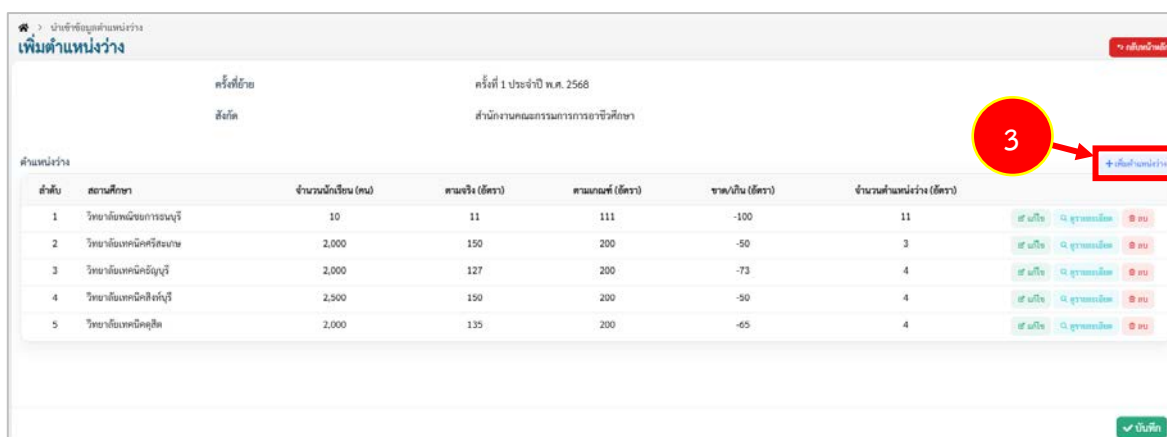 นำเข้าข้อมูลตำแหน่งว่าง
เพิ่มตำแหน่งว่าง
กลับหน้าหลัก
ครั้งที่ย้าย ครั้งที่ 1 ประจำปี พ.ศ. 2568
สังกัด สำนักงานคณะกรรมการการอาชีวศึกษา
3
ตำแหน่งว่าง
+ เพิ่มตำแหน่งว่าง
ลำดับ สถานศึกษา จำนวนนักเรียน (คน) ตามจริง (อัตรา) ตามเกณฑ์ (อัตรา) ขาด/เกิน (อัตรา) จำนวนตำแหน่งว่าง (อัตรา)
1 วิทยาลัยพณิชยการธนบุรี 10 11 111 -100 11 แก้ไข ดูรายละเอียด ลบ
2 วิทยาลัยเทคนิคศรีสะเกษ 2,000 150 200 -50 3 แก้ไข ดูรายละเอียด ลบ
3 วิทยาลัยเทคนิคธัญบุรี 2,000 127 200 -73 4 แก้ไข ดูรายละเอียด ลบ
4 วิทยาลัยเทคนิคสิงห์บุรี 2,500 150 200 -50 4 แก้ไข ดูรายละเอียด ลบ
5 วิทยาลัยเทคนิคดุสิต 2,000 135 200 -65 4 แก้ไข ดูรายละเอียด ลบ
บันทึก